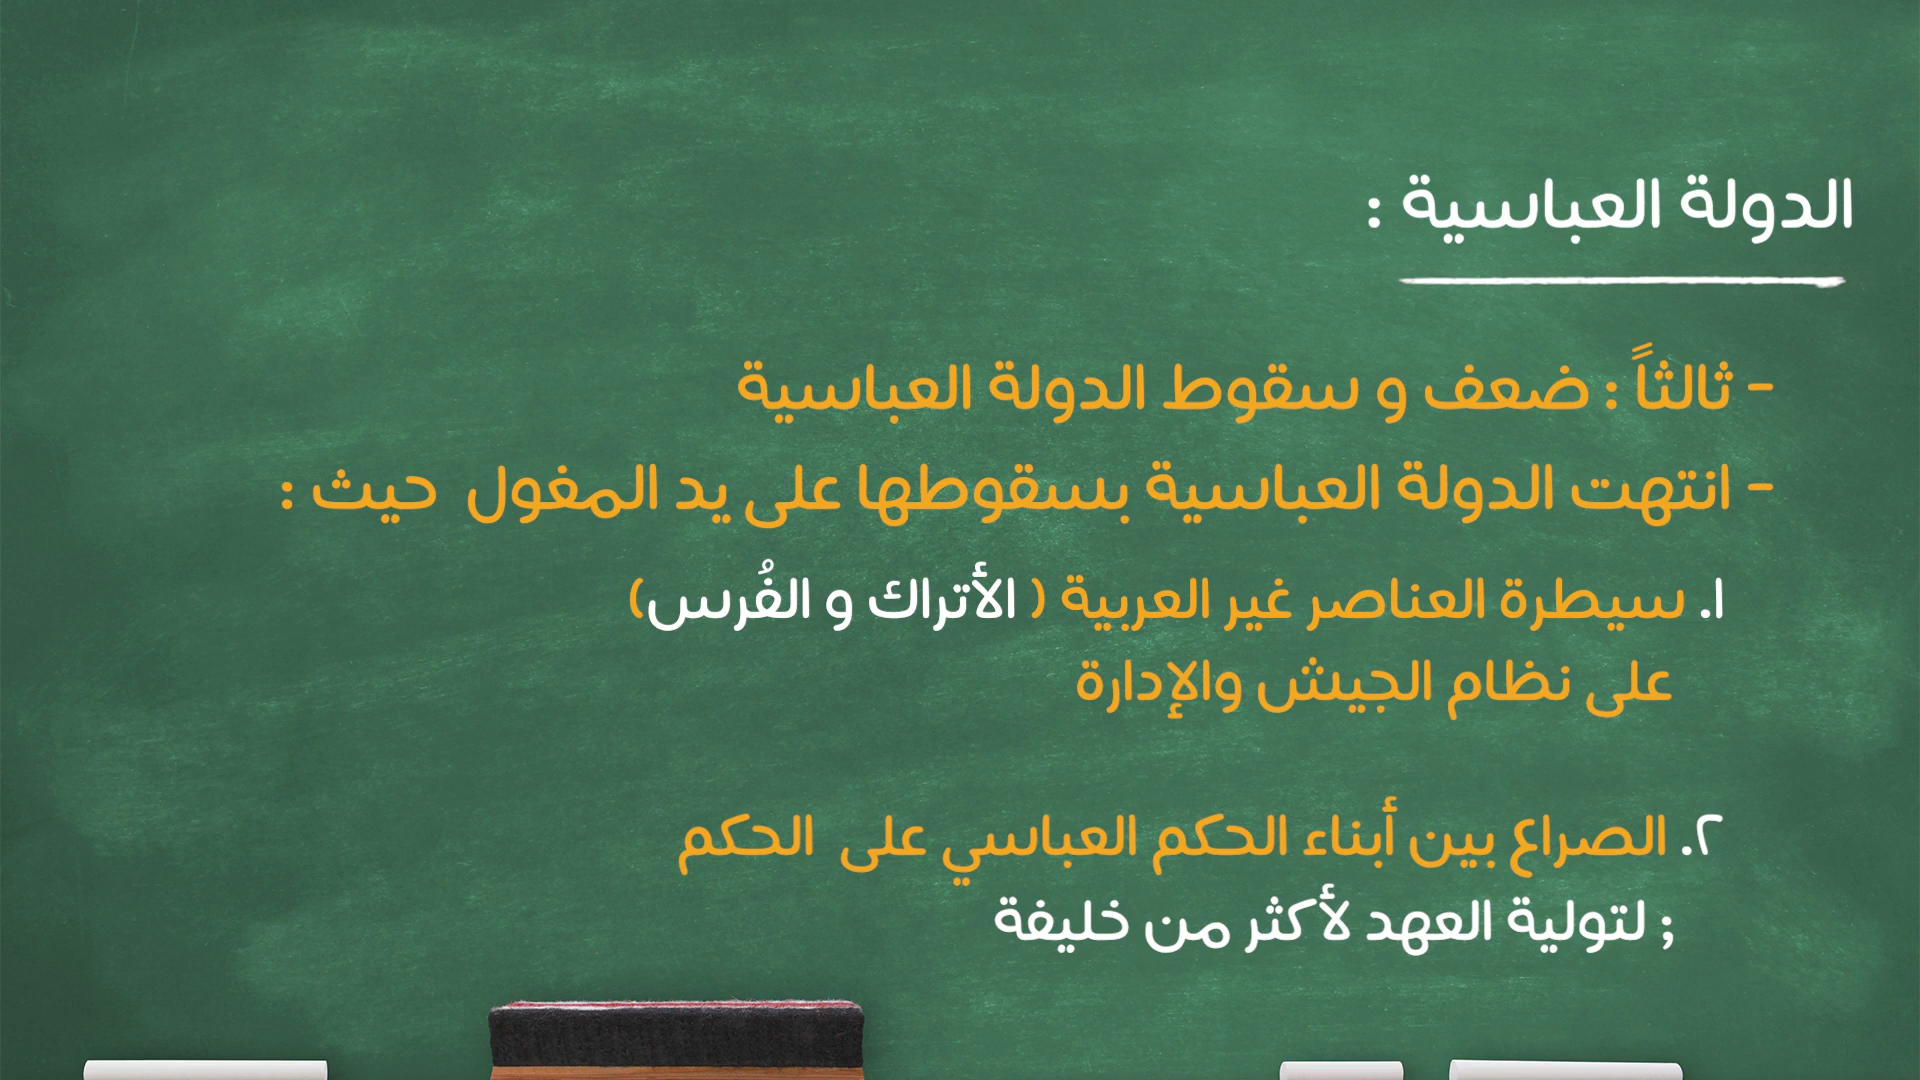 الدولة العباسية :
- ثالثاً : ضعف و سقوط الدولة العباسية
- انتهت الدولة العباسية بسقوطها على يد المغول حيث :
١. سيطرة العناصر غير العربية ( الأتراك و الفُرس)
على نظام الجيش والإدارة
٢. الصراع بين أبناء الحكم العباسي على الحكم
; لتولية العهد لأكثر من خليفة